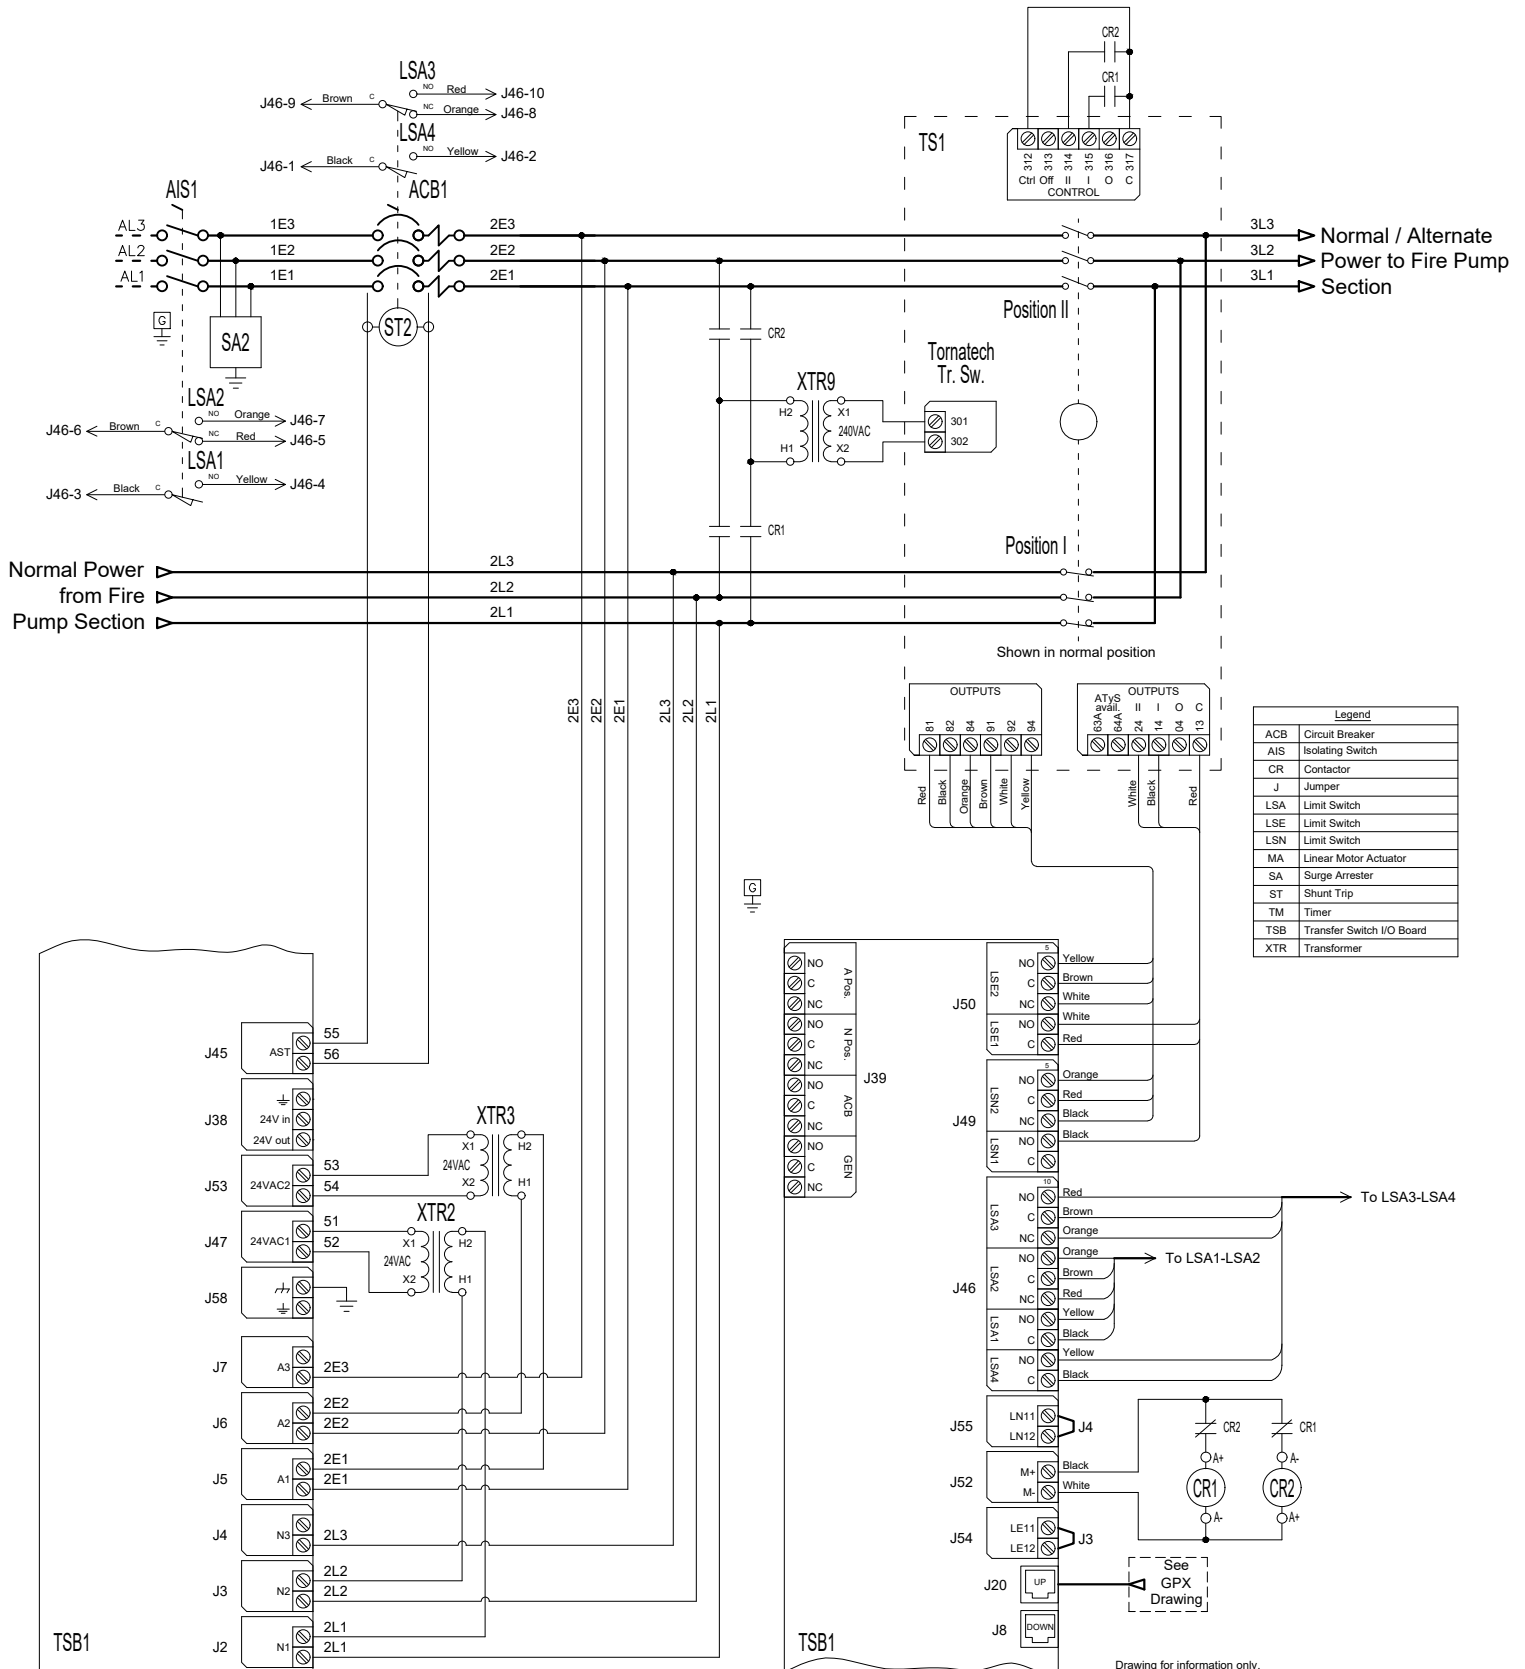 CR2
CR1
LSA3
J46-9 Brown C NO Red J46-10
NC Orange J46-8
LSA4
J46-1 Black C NO Yellow J46-2
TS1
312 313 314 315 316 317
Ctrl Off II I O C
CONTROL
AIS1
ACB1
AL3 1E3 2E3 3L3
AL2 1E2 2E2 3L2
AL1 1E1 2E1 3L1
Normal / Alternate
Power to Fire Pump
Section
G
SA2
ST2
CR2
Position II
Tornatech
Tr. Sw.
XTR9
H2 X1
240VAC
H1 X2
301
302
LSA2
J46-6 Brown C NO Orange J46-7
NC Red J46-5
LSA1
J46-3 Black C NO Yellow J46-4
CR1
Position I
Normal Power
from Fire
Pump Section
2L3
2L2
2L1
Shown in normal position
2E3 2E2 2E1 2L3 2L2 2L1
OUTPUTS
81 82 84 91 92 94
Red Black Orange Brown White Yellow
OUTPUTS
ATyS
avail. II I O C
63A 64A 24 14 04 13
White Black Red
Legend
ACB Circuit Breaker
AIS Isolating Switch
CR Contactor
J Jumper
LSA Limit Switch
LSE Limit Switch
LSN Limit Switch
MA Linear Motor Actuator
SA Surge Arrester
ST Shunt Trip
TM Timer
TSB Transfer Switch I/O Board
XTR Transformer
G
J45 AST 55
56
J38
24V in
24V out
J53 24VAC2 53
54
XTR3
X1 H2
24VAC
X2 H1
J47 24VAC1 51
52
XTR2
X1 H2
24VAC
X2 H1
J58
J7 A3 2E3
J6 A2 2E2
2E2
J5 A1 2E1
2E1
J4 N3 2L3
J3 N2 2L2
2L2
J2 N1 2L1
2L1
TSB1
J39
NO
C A Pos.
NC
NO
C N Pos.
NC
NO
C ACB
NC
NO
C GEN
NC
J50
5
LSE2 NO Yellow
C Brown
NC White
LSE1 NO White
C Red
J49
5
LSN2 NO Orange
C Red
NC Black
LSN1 NO Black
C
J46
10
LSA3 NO Red
C Brown
NC Orange
LSA2 NO Orange
C Brown
NC Red
LSA1 NO Yellow
C Black
LSA4 NO Yellow
C Black
To LSA3-LSA4
To LSA1-LSA2
J55 LN11
LN12
J4
J52 M+ Black
M- White
J54 LE11
LE12
J3
CR2 CR1
A+ A-
CR1 CR2
A- A+
J20 UP
See
GPX
Drawing
J8 DOWN
TSB1
Drawing for information only.